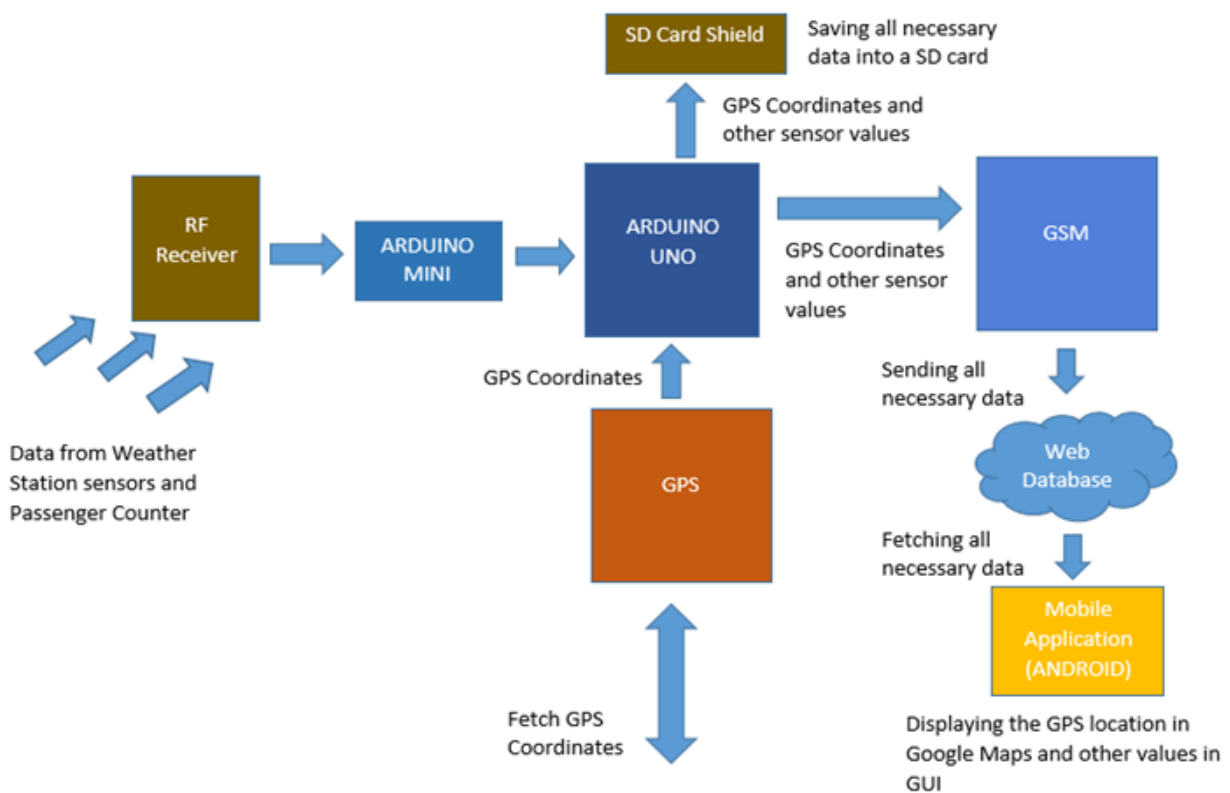 SD Card Shield
Saving all necessary
data into a SD card
GPS Coordinates and
other sensor values
RF
Receiver
ARDUINO
MINI
ARDUINO
UNO
GPS Coordinates
and other sensor
values
GSM
Data from Weather
Station sensors and
Passenger Counter
GPS Coordinates
GPS
Fetch GPS
Coordinates
Sending all
necessary data
Web
Database
Fetching all
necessary data
Mobile
Application
(ANDROID)
Displaying the GPS location in
Google Maps and other values in
GUI